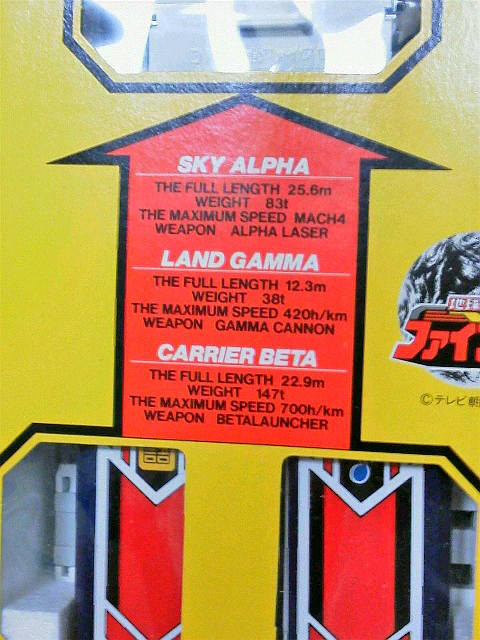 SKY ALPHA
THE FULL LENGTH 25.6m
WEIGHT 83t
THE MAXIMUM SPEED MACH4
WEAPON ALPHA LASER
LAND GAMMA
THE FULL LENGTH 12.3m
WEIGHT 38t
THE MAXIMUM SPEED 420h/km
WEAPON GAMMA CANNON
CARRIER BETA
THE FULL LENGTH 22.9m
WEIGHT 147t
THE MAXIMUM SPEED 700h/km
WEAPON BETALAUNCHER
地球
ファイ
©テレビ朝